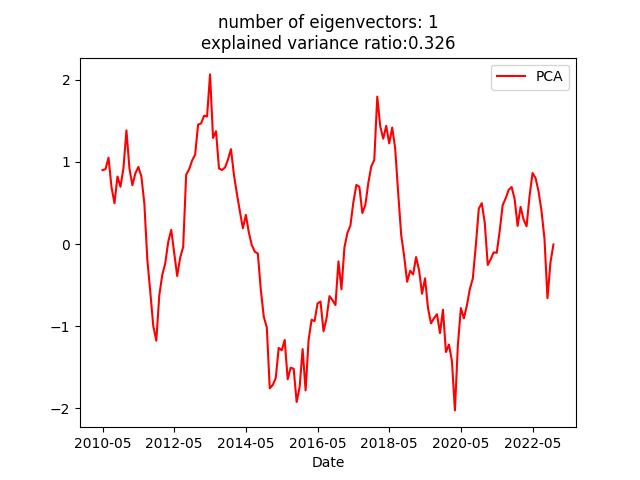 number of eigenvectors: 1
explained variance ratio:0.326
PCA
2
1
0
−1
−2
2010-05 2012-05 2014-05 2016-05 2018-05 2020-05 2022-05
Date